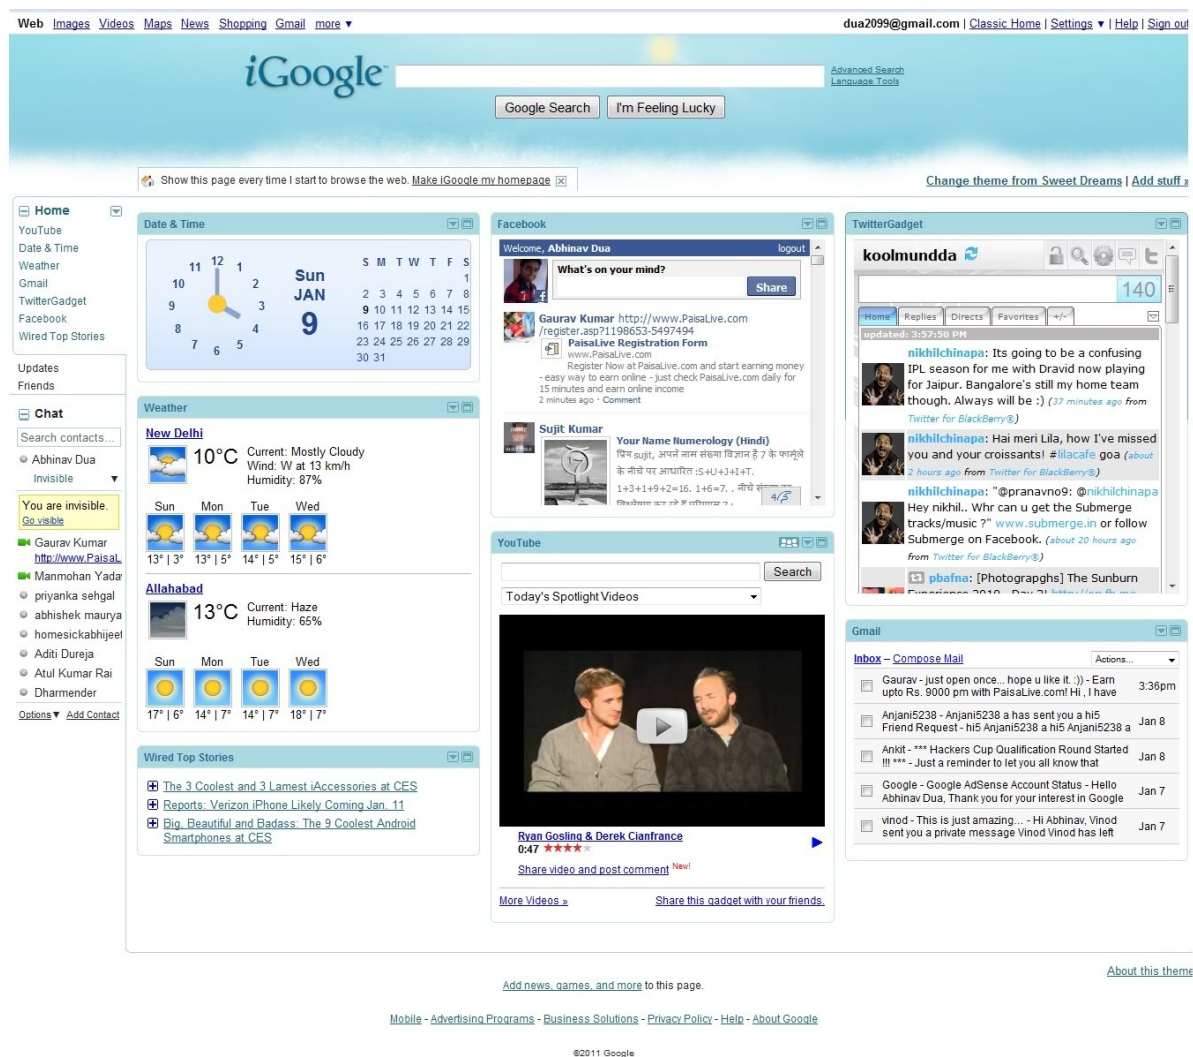 Web Images Videos Maps News Shopping Gmail more ▼
dua2099@gmail.com | Classic Home | Settings ▼ | Help | Sign out
iGoogle™
Advanced Search
Language Tools
Google Search I'm Feeling Lucky
Show this page every time I start to browse the web. Make iGoogle my homepage
Change theme from Sweet Dreams | Add stuff »
Home
YouTube
Date & Time
Weather
Gmail
TwitterGadget
Facebook
Wired Top Stories
Updates
Friends
Chat
Search contacts...
Abhinav Dua
Invisible ▼
You are invisible.
Go visible
Gaurav Kumar
http://www.PaisaL
Manmohan Yada
priyanka sehgal
abhishek maurya
homesickabhijeet
Aditi Dureja
Atul Kumar Rai
Dharmender
Options▼ Add Contact
Date & Time
12 1 2 3 4 5 6 7 8 9 10 11
Sun
JAN
9
S M T W T F S
1
2 3 4 5 6 7 8
9 10 11 12 13 14 15
16 17 18 19 20 21 22
23 24 25 26 27 28 29
30 31
Weather
New Delhi
10°C
Current: Mostly Cloudy
Wind: W at 13 km/h
Humidity: 87%
Sun Mon Tue Wed
13° | 3° 13° | 5° 14° | 5° 15° | 6°
Allahabad
13°C
Current: Haze
Humidity: 65%
Sun Mon Tue Wed
17° | 6° 14° | 7° 14° | 7° 18° | 7°
Wired Top Stories
The 3 Coolest and 3 Lamest iAccessories at CES
Reports: Verizon iPhone Likely Coming Jan. 11
Big, Beautiful and Badass: The 9 Coolest Android
Smartphones at CES
Facebook
Welcome, Abhinav Dua logout
What's on your mind?
Share
Gaurav Kumar http://www.PaisaLive.com
/register.asp?1198653-5497494
PaisaLive Registration Form
www.PaisaLive.com
Register Now at PaisaLive.com and start earning money
- easy way to earn online - just check PaisaLive.com daily for
15 minutes and earn online income
2 minutes ago · Comment
Sujit Kumar
Your Name Numerology (Hindi)
प्रिय sujit, अपने नाम संख्या विज्ञान है 7 के फार्मूले
के नीचे पर आधारित :S+U+J+I+T.
1+3+1+9+2=16. 1+6=7. . नीचे
4/5
YouTube
Search
Today's Spotlight Videos
Ryan Gosling & Derek Cianfrance
0:47
Share video and post comment New!
More Videos » Share this gadget with your friends.
TwitterGadget
koolmundda
140
Home Replies Directs Favorites +/-
updated: 3:57:50 PM
nikhilchinapa: Its going to be a confusing
IPL season for me with Dravid now playing
for Jaipur. Bangalore's still my home team
though. Always will be :) (37 minutes ago from
Twitter for BlackBerry®)
nikhilchinapa: Hai meri Lila, how I've missed
you and your croissants! #lilacafe goa (about
2 hours ago from Twitter for BlackBerry®)
nikhilchinapa: "@pranavno9: @nikhilchinapa
Hey nikhil.. Whr can u get the Submerge
tracks/music ?" www.submerge.in or follow
Submerge on Facebook. (about 20 hours ago
from Twitter for BlackBerry®)
pbafna: [Photograpghs] The Sunburn
Experience 2010 - Day 2!
Gmail
Inbox – Compose Mail Actions...
Gaurav - just open once... hope u like it. :)) - Earn
upto Rs. 9000 pm with PaisaLive.com! Hi , I have
3:36pm
Anjani5238 - Anjani5238 a has sent you a hi5
Friend Request - hi5 Anjani5238 a hi5 Anjani5238 a
Jan 8
Ankit - *** Hackers Cup Qualification Round Started
!!! *** - Just a reminder to let you all know that
Jan 8
Google - Google AdSense Account Status - Hello
Abhinav Dua, Thank you for your interest in Google
Jan 7
vinod - This is just amazing... - Hi Abhinav, Vinod
sent you a private message Vinod Vinod has left
Jan 7
About this theme
Add news, games, and more to this page.
Mobile - Advertising Programs - Business Solutions - Privacy Policy - Help - About Google
©2011 Google